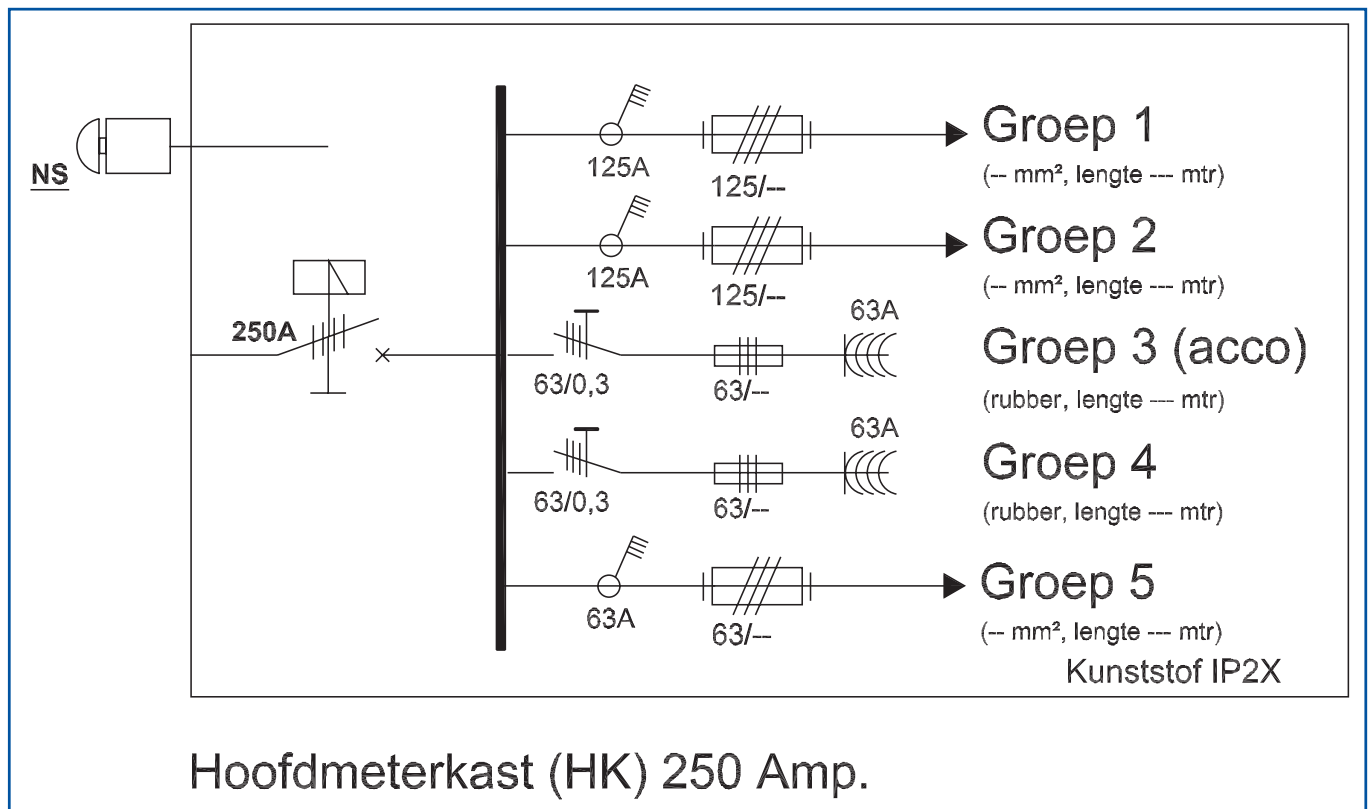 NS
250A
125A
125/--
Groep 1
(-- mm², lengte --- mtr)
125A
125/--
Groep 2
(-- mm², lengte --- mtr)
63/0,3
63/--
63A
Groep 3 (acco)
(rubber, lengte --- mtr)
63/0,3
63/--
63A
Groep 4
(rubber, lengte --- mtr)
63A
63/--
Groep 5
(-- mm², lengte --- mtr)
Kunststof IP2X
Hoofdmeterkast (HK) 250 Amp.